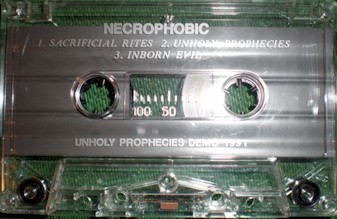 NECROPHOBIC
1. SACRIFICIAL RITES 2. UNHOLY PROPHECIES
3. INBORN EVIL
100 50
UNHOLY PROPHECIES DEMO 1991